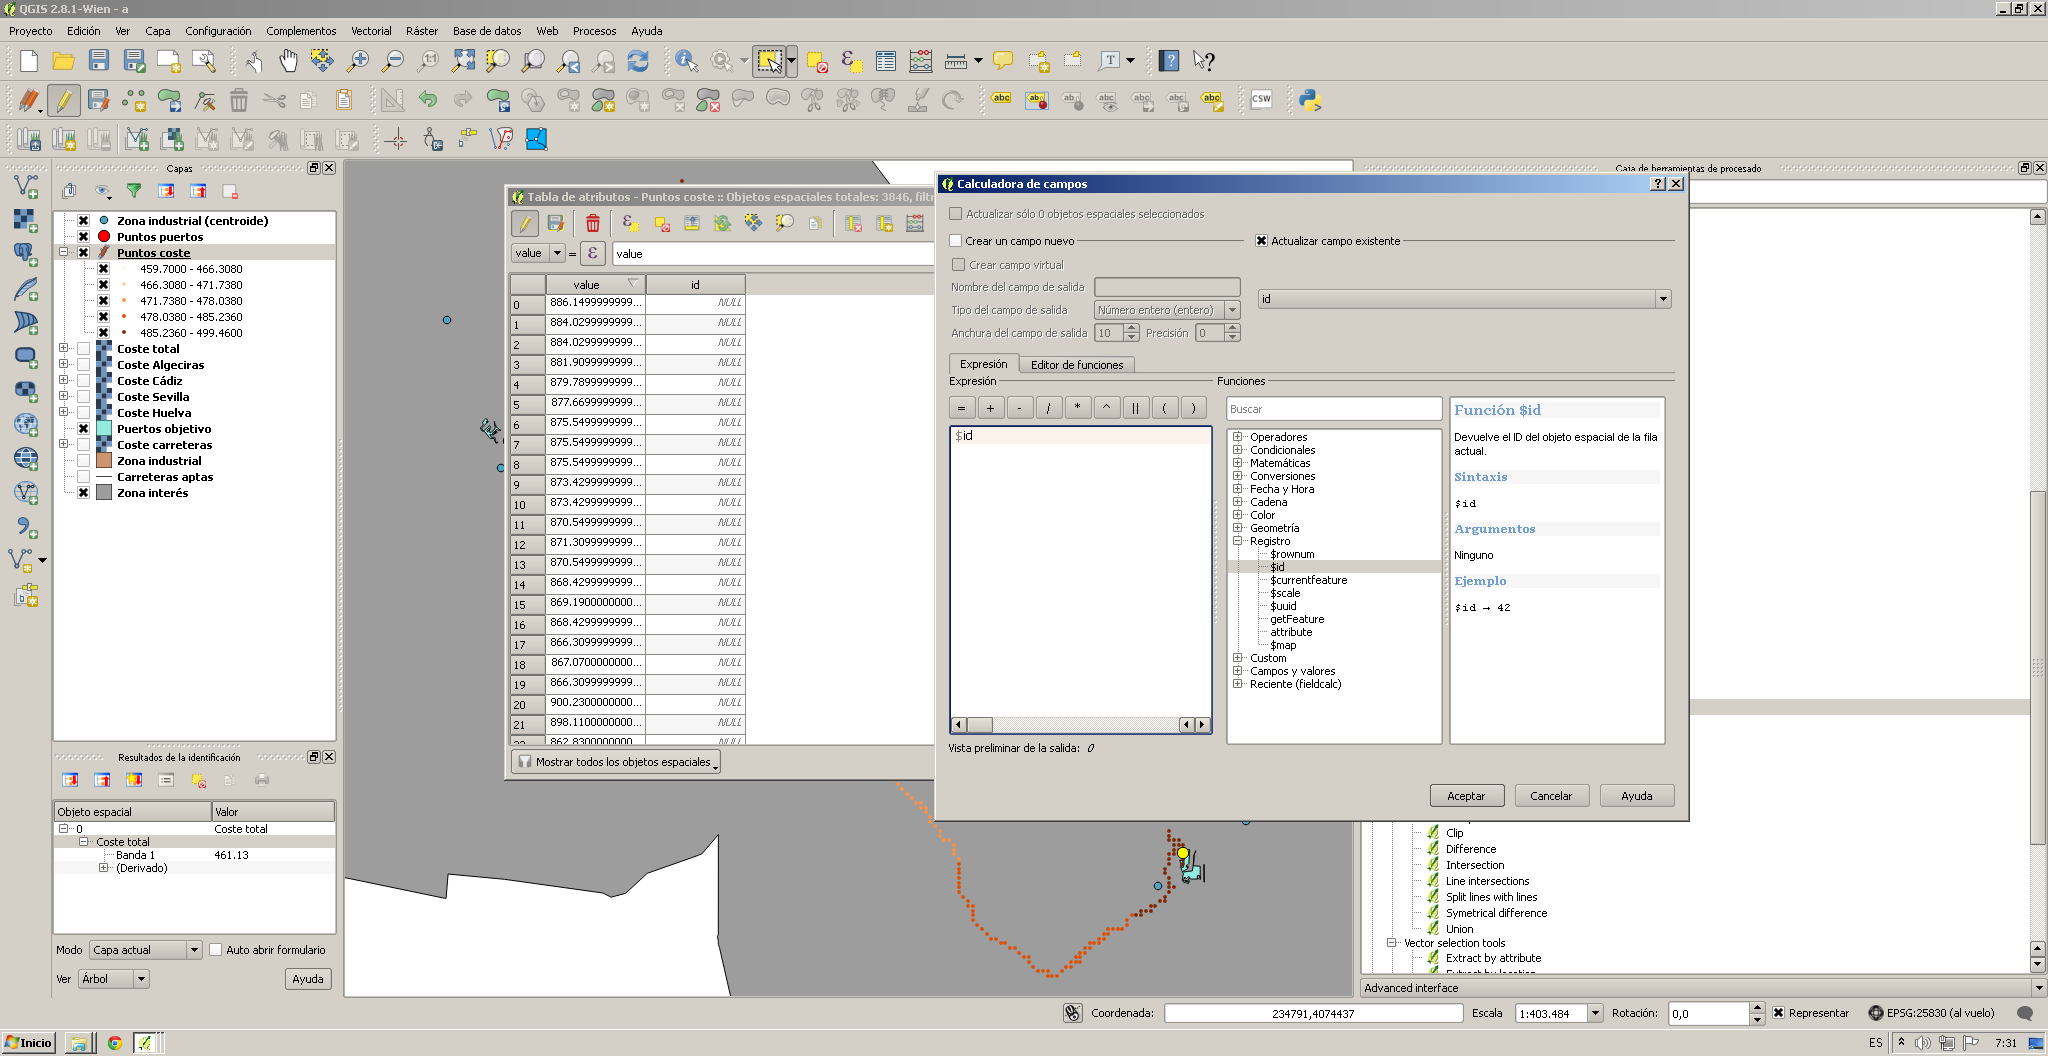 QGIS 2.8.1-Wien - a
Proyecto Edición Ver Capa Configuración Complementos Vectorial Ráster Base de datos Web Procesos Ayuda
Capas
Zona industrial (centroide)
Puntos puertos
Puntos coste
459.7000 - 466.3080
466.3080 - 471.7380
471.7380 - 478.0380
478.0380 - 485.2360
485.2360 - 499.4600
Coste total
Coste Algeciras
Coste Cádiz
Coste Sevilla
Coste Huelva
Puertos objetivo
Coste carreteras
Zona industrial
Carreteras aptas
Zona interés
Resultados de la identificación
Objeto espacial Valor
0 Coste total
Coste total
Banda 1 461.13
(Derivado)
Modo Capa actual Auto abrir formulario
Ver Árbol Ayuda
Tabla de atributos - Puntos coste :: Objetos espaciales totales: 3846, filtr
value = ε value
value id
0 886.1499999999... NULL
1 884.0299999999... NULL
2 884.0299999999... NULL
3 881.9099999999... NULL
4 879.7899999999... NULL
5 877.6699999999... NULL
6 875.5499999999... NULL
7 875.5499999999... NULL
8 875.5499999999... NULL
9 873.4299999999... NULL
10 873.4299999999... NULL
11 870.5499999999... NULL
12 871.3099999999... NULL
13 870.5499999999... NULL
14 868.4299999999... NULL
15 869.1900000000... NULL
16 868.4299999999... NULL
17 866.3099999999... NULL
18 867.0700000000... NULL
19 866.3099999999... NULL
20 900.2300000000... NULL
21 898.1100000000... NULL
22 862.8300000000... NULL
Mostrar todos los objetos espaciales
Calculadora de campos
Actualizar sólo 0 objetos espaciales seleccionados
Crear un campo nuevo
Actualizar campo existente
Crear campo virtual
Nombre del campo de salida
id
Tipo del campo de salida Número entero (entero)
Anchura del campo de salida 10 Precisión 0
Expresión Editor de funciones
Expresión
= + - / * ^ || ( )
$id
Vista preliminar de la salida: 0
Funciones
Buscar
Operadores
Condicionales
Matemáticas
Conversiones
Fecha y Hora
Cadena
Color
Geometría
Registro
$rownum
$id
$currentfeature
$scale
$uuid
getFeature
attribute
$map
Custom
Campos y valores
Reciente (fieldcalc)
Función $id
Devuelve el ID del objeto espacial de la fila
actual.
Sintaxis
$id
Argumentos
Ninguno
Ejemplo
$id → 42
Aceptar Cancelar Ayuda
Caja de herramientas de procesado
Clip
Difference
Intersection
Line intersections
Split lines with lines
Symetrical difference
Union
Vector selection tools
Extract by attribute
Extract by location
Advanced interface
Coordenada: 234791,4074437 Escala 1:403.484 Rotación: 0,0 Representar EPSG:25830 (al vuelo)
Inicio
ES 7:31